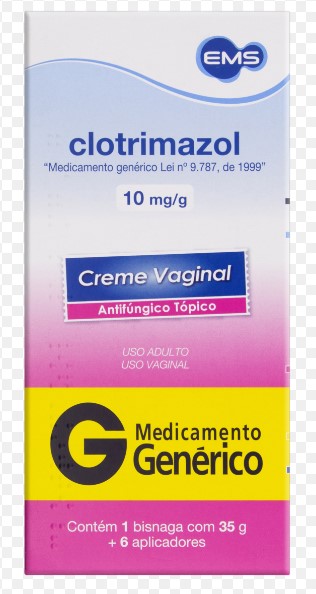 EMS
clotrimazol
"Medicamento genérico Lei nº 9.787, de 1999"
10 mg/g
Creme Vaginal
Antifúngico Tópico
USO ADULTO
USO VAGINAL
G Medicamento
Genérico
Contém 1 bisnaga com 35 g
+ 6 aplicadores